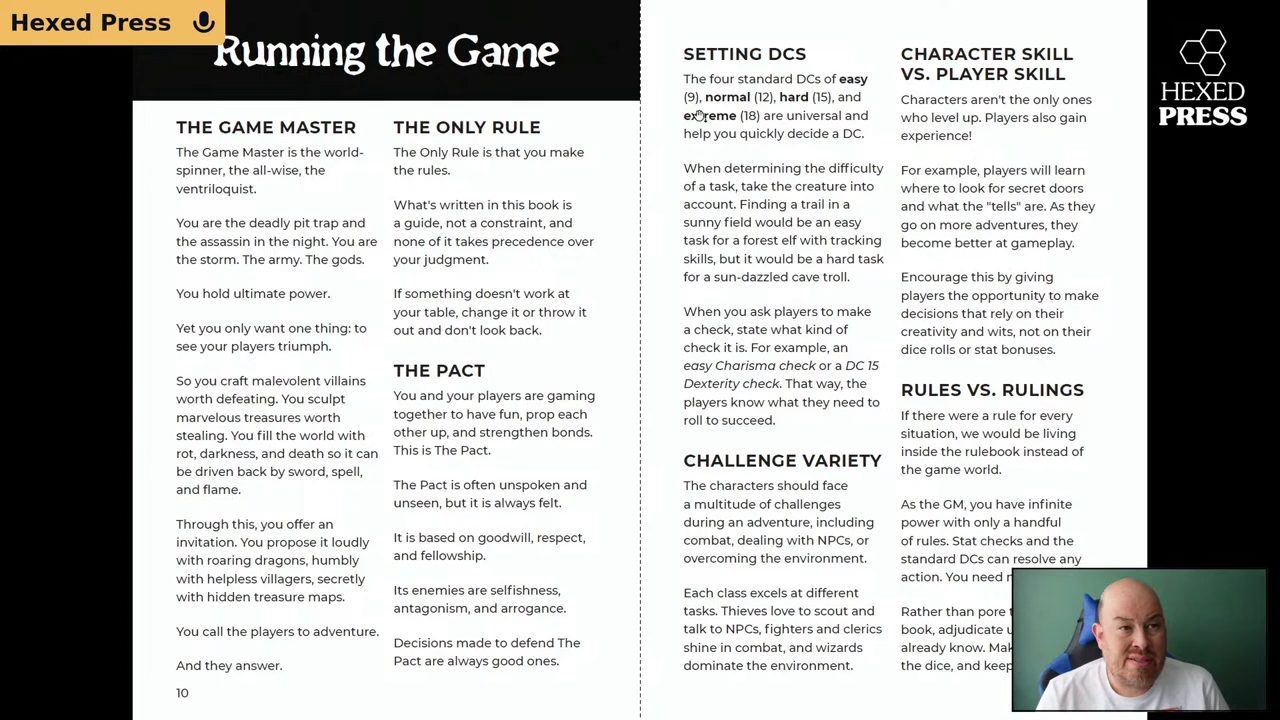 Hexed Press
Running the Game
THE GAME MASTER
The Game Master is the world-
spinner, the all-wise, the
ventriloquist.
You are the deadly pit trap and
the assassin in the night. You are
the storm. The army. The gods.
You hold ultimate power.
Yet you only want one thing: to
see your players triumph.
So you craft malevolent villains
worth defeating. You sculpt
marvelous treasures worth
stealing. You fill the world with
rot, darkness, and death so it can
be driven back by sword, spell,
and flame.
Through this, you offer an
invitation. You propose it loudly
with roaring dragons, humbly
with helpless villagers, secretly
with hidden treasure maps.
You call the players to adventure.
And they answer.
10
THE ONLY RULE
The Only Rule is that you make
the rules.
What's written in this book is
a guide, not a constraint, and
none of it takes precedence over
your judgment.
If something doesn't work at
your table, change it or throw it
out and don't look back.
THE PACT
You and your players are gaming
together to have fun, prop each
other up, and strengthen bonds.
This is The Pact.
The Pact is often unspoken and
unseen, but it is always felt.
It is based on goodwill, respect,
and fellowship.
Its enemies are selfishness,
antagonism, and arrogance.
Decisions made to defend The
Pact are always good ones.
SETTING DCS
The four standard DCs of easy
(9), normal (12), hard (15), and
extreme (18) are universal and
help you quickly decide a DC.
When determining the difficulty
of a task, take the creature into
account. Finding a trail in a
sunny field would be an easy
task for a forest elf with tracking
skills, but it would be a hard task
for a sun-dazzled cave troll.
When you ask players to make
a check, state what kind of
check it is. For example, an
easy Charisma check or a DC 15
Dexterity check. That way, the
players know what they need to
roll to succeed.
CHALLENGE VARIETY
The characters should face
a multitude of challenges
during an adventure, including
combat, dealing with NPCs, or
overcoming the environment.
Each class excels at different
tasks. Thieves love to scout and
talk to NPCs, fighters and clerics
shine in combat, and wizards
dominate the environment.
CHARACTER SKILL
VS. PLAYER SKILL
Characters aren't the only ones
who level up. Players also gain
experience!
For example, players will learn
where to look for secret doors
and what the "tells" are. As they
go on more adventures, they
become better at gameplay.
Encourage this by giving
players the opportunity to make
decisions that rely on their
creativity and wits, not on their
dice rolls or stat bonuses.
RULES VS. RULINGS
If there were a rule for every
situation, we would be living
inside the rulebook instead of
the game world.
As the GM, you have infinite
power with only a handful
of rules. Stat checks and the
standard DCs can resolve any
action. You need
Rather than pore
book, adjudicate
already know.
the dice, and
HEXED
PRESS